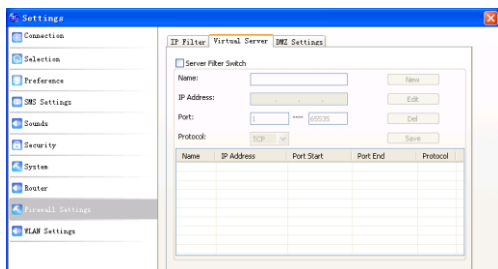 Settings
Connection
Selection
Preference
SMS Settings
Sounds
Security
System
Router
Firewall Settings
WLAN Settings
IP Filter Virtual Server DMZ Settings
Server Filter Switch
Name: New
IP Address: . . . Edit
Port: 1 65535 Del
Protocol: TCP Save
Name IP Address Port Start Port End Protocol